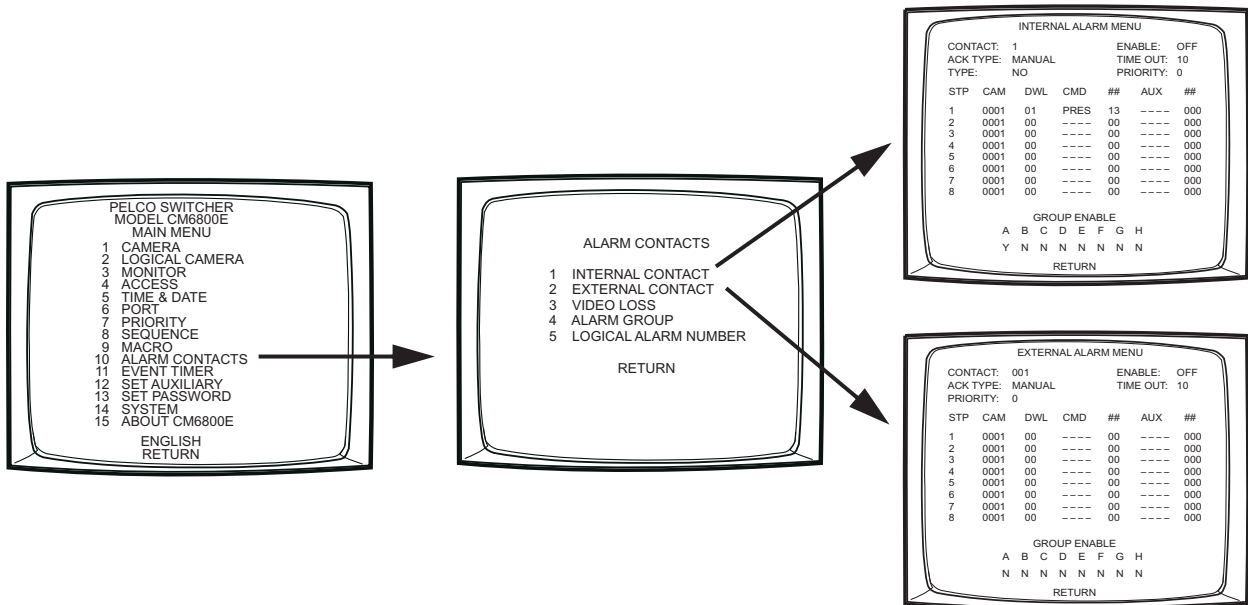 PELCO SWITCHER
MODEL CM6800E
MAIN MENU
1 CAMERA
2 LOGICAL CAMERA
3 MONITOR
4 ACCESS
5 TIME & DATE
6 PORT
7 PRIORITY
8 SEQUENCE
9 MACRO
10 ALARM CONTACTS
11 EVENT TIMER
12 SET AUXILIARY
13 SET PASSWORD
14 SYSTEM
15 ABOUT CM6800E
ENGLISH
RETURN
ALARM CONTACTS
1 INTERNAL CONTACT
2 EXTERNAL CONTACT
3 VIDEO LOSS
4 ALARM GROUP
5 LOGICAL ALARM NUMBER
RETURN
INTERNAL ALARM MENU
CONTACT: 1 ENABLE: OFF
ACK TYPE: MANUAL TIME OUT: 10
TYPE: NO PRIORITY: 0
STP CAM DWL CMD ## AUX ##
1 0001 01 PRES 13 ---- 000
2 0001 00 ---- 00 ---- 000
3 0001 00 ---- 00 ---- 000
4 0001 00 ---- 00 ---- 000
5 0001 00 ---- 00 ---- 000
6 0001 00 ---- 00 ---- 000
7 0001 00 ---- 00 ---- 000
8 0001 00 ---- 00 ---- 000
GROUP ENABLE
A B C D E F G H
Y N N N N N N N
RETURN
EXTERNAL ALARM MENU
CONTACT: 001 ENABLE: OFF
ACK TYPE: MANUAL TIME OUT: 10
PRIORITY: 0
STP CAM DWL CMD ## AUX ##
1 0001 00 ---- 00 ---- 000
2 0001 00 ---- 00 ---- 000
3 0001 00 ---- 00 ---- 000
4 0001 00 ---- 00 ---- 000
5 0001 00 ---- 00 ---- 000
6 0001 00 ---- 00 ---- 000
7 0001 00 ---- 00 ---- 000
8 0001 00 ---- 00 ---- 000
GROUP ENABLE
A B C D E F G H
N N N N N N N N
RETURN